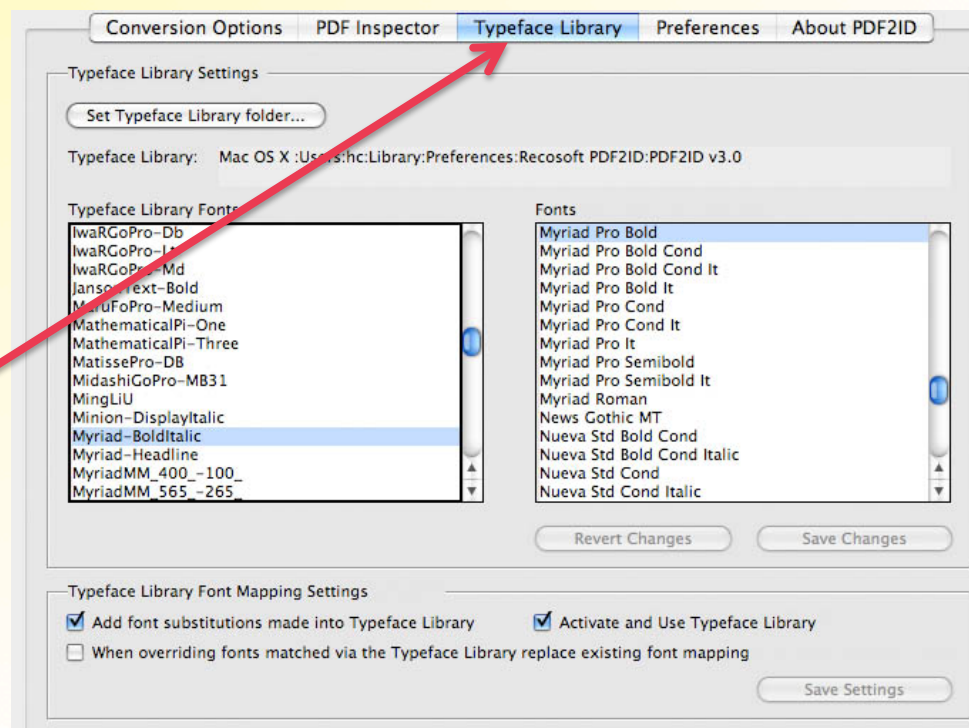 Conversion Options PDF Inspector Typeface Library Preferences About PDF2ID
Typeface Library Settings
Set Typeface Library folder...
Typeface Library: Mac OS X :Users:hc:Library:Preferences:Recosoft PDF2ID:PDF2ID v3.0
Typeface Library Fonts
IwaRGoPro-Db
IwaRGoPro-Lt
IwaRGoPro-Md
JansonText-Bold
MaruFoPro-Medium
MathematicalPi-One
MathematicalPi-Three
MatissePro-DB
MidashiGoPro-MB31
MingLiU
Minion-DisplayItalic
Myriad-BoldItalic
Myriad-Headline
MyriadMM_400_-100_
MyriadMM_565_-265_
Fonts
Myriad Pro Bold
Myriad Pro Bold Cond
Myriad Pro Bold Cond It
Myriad Pro Bold It
Myriad Pro Cond
Myriad Pro Cond It
Myriad Pro It
Myriad Pro Semibold
Myriad Pro Semibold It
Myriad Roman
News Gothic MT
Nueva Std Bold Cond
Nueva Std Bold Cond Italic
Nueva Std Cond
Nueva Std Cond Italic
Revert Changes Save Changes
Typeface Library Font Mapping Settings
Add font substitutions made into Typeface Library Activate and Use Typeface Library
When overriding fonts matched via the Typeface Library replace existing font mapping
Save Settings